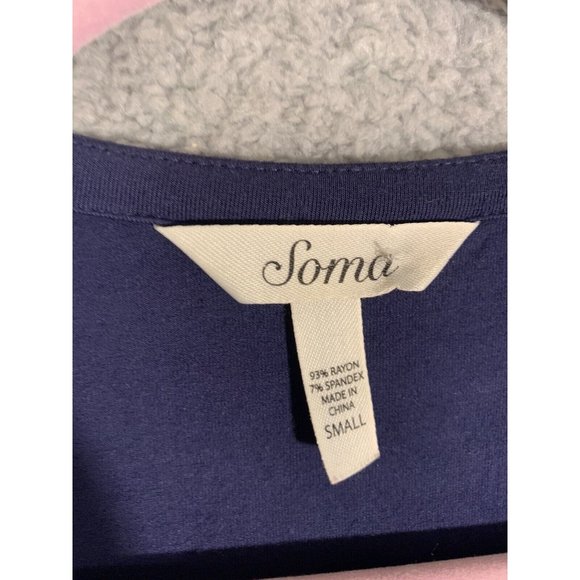 Soma
93% RAYON
7% SPANDEX
MADE IN
CHINA
SMALL